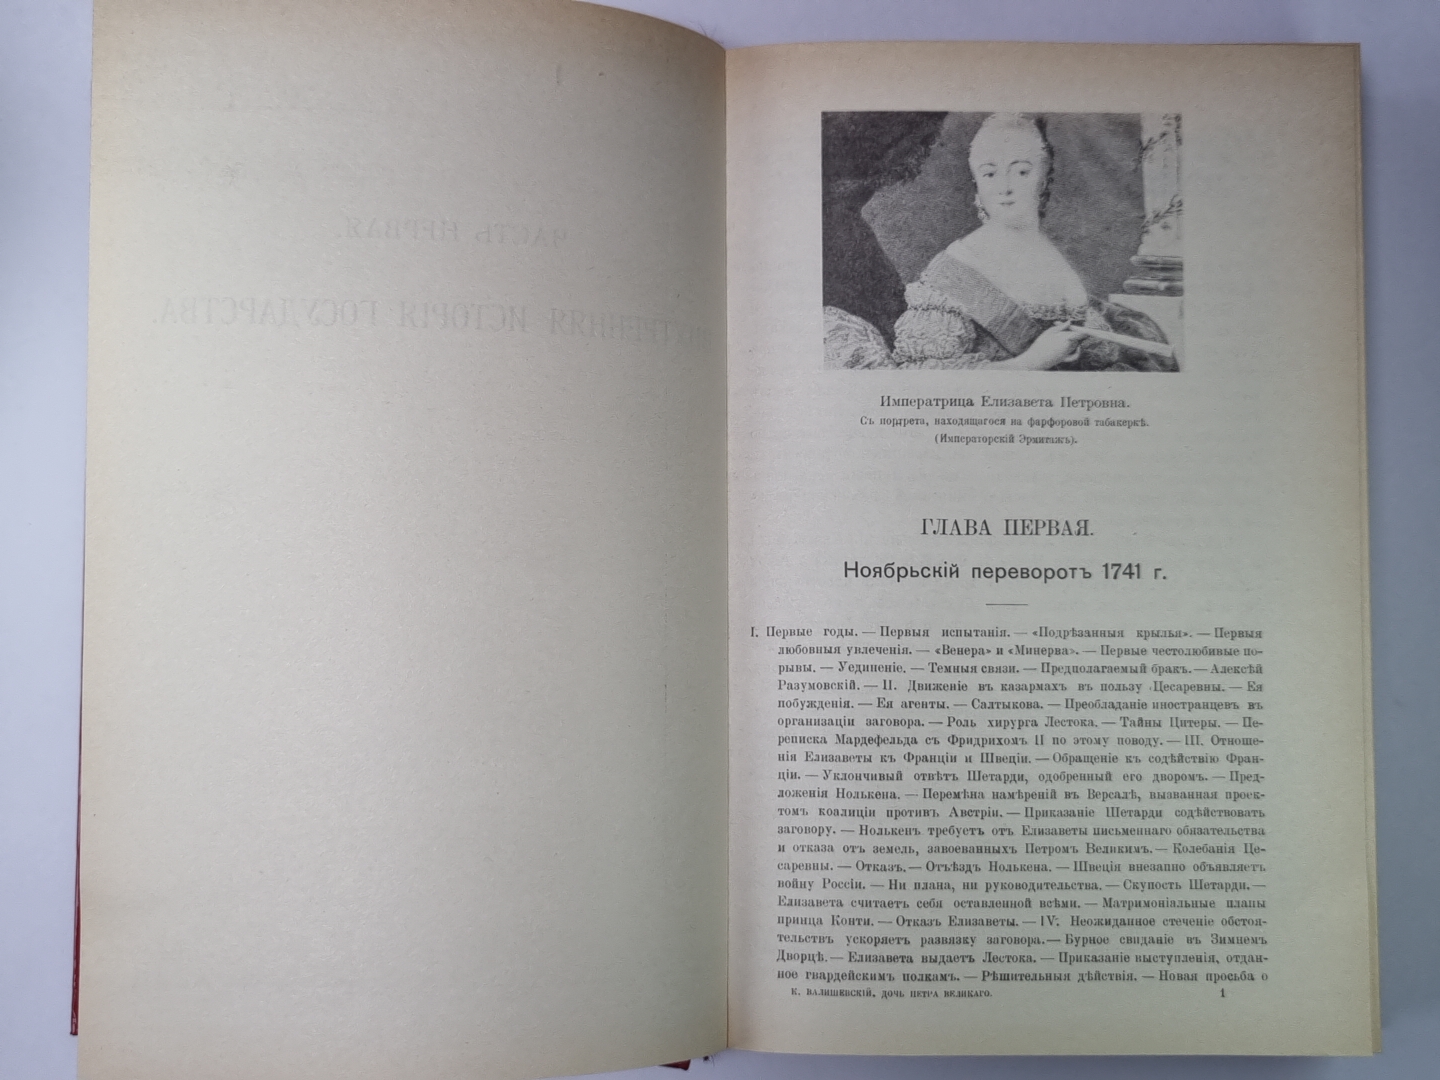 Императрица Елизавета Петровна.
Съ портрета, находящагося на фарфоровой табакеркѣ.
(Императорскій Эрмитажъ).
ГЛАВА ПЕРВАЯ.
Ноябрьскій переворотъ 1741 г.
I. Первые годы. — Первыя испытанія. — «Подрѣзанныя крылья». — Первыя
любовныя увлеченія. — «Венера» и «Минерва». — Первые честолюбивые по-
рывы. — Уединеніе. — Темныя связи. — Предполагаемый бракъ. — Алексѣй
Разумовскій. — II. Движеніе въ казармахъ въ пользу Цесаревны. — Ея
побужденія. — Ея агенты. — Салтыкова. — Преобладаніе иностранцевъ въ
организаціи заговора. — Роль хирурга Лестока. — Тайны Цитеры. — Пе-
реписка Мардефельда съ Фридрихомъ II по этому поводу. — III. Отноше-
нія Елизаветы къ Франціи и Швеціи. — Обращеніе къ содѣйствію Фран-
ціи. — Уклончивый отвѣтъ Шетарди, одобренный его дворомъ. — Пред-
ложенія Нолькена. — Перемѣна намѣреній въ Версалѣ, вызванная проек-
томъ коалиціи противъ Австріи. — Приказаніе Шетарди содѣйствовать
заговору. — Нолькенъ требуетъ отъ Елизаветы письменнаго обязательства
и отказа отъ земель, завоеванныхъ Петромъ Великимъ. — Колебанія Це-
саревны. — Отказъ. — Отъѣздъ Нолькена. — Швеція внезапно объявляетъ
войну Россіи. — Ни плана, ни руководительства. — Скупость Шетарди. —
Елизавета считаетъ себя оставленной всѣми. — Матримоніальные планы
принца Конти. — Отказъ Елизаветы. — IV. Неожиданное стеченіе обстоя-
тельствъ ускоряетъ развязку заговора. — Бурное свиданіе въ Зимнемъ
Дворцѣ. — Елизавета выдаетъ Лестока. — Приказаніе выступленія, отдан-
ное гвардейскимъ полкамъ. — Рѣшительныя дѣйствія. — Новая просьба о
К. ВАЛИШЕВСКІЙ, ДОЧЬ ПЕТРА ВЕЛИКАГО. 1